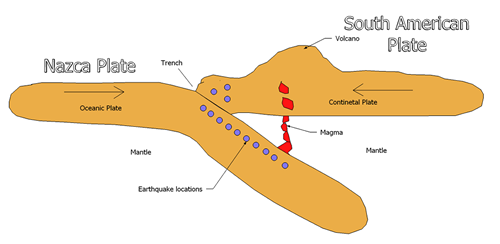 South American
Plate
Volcano
Nazca Plate
Trench
Oceanic Plate
Continetal Plate
Magma
Mantle
Mantle
Earthquake locations